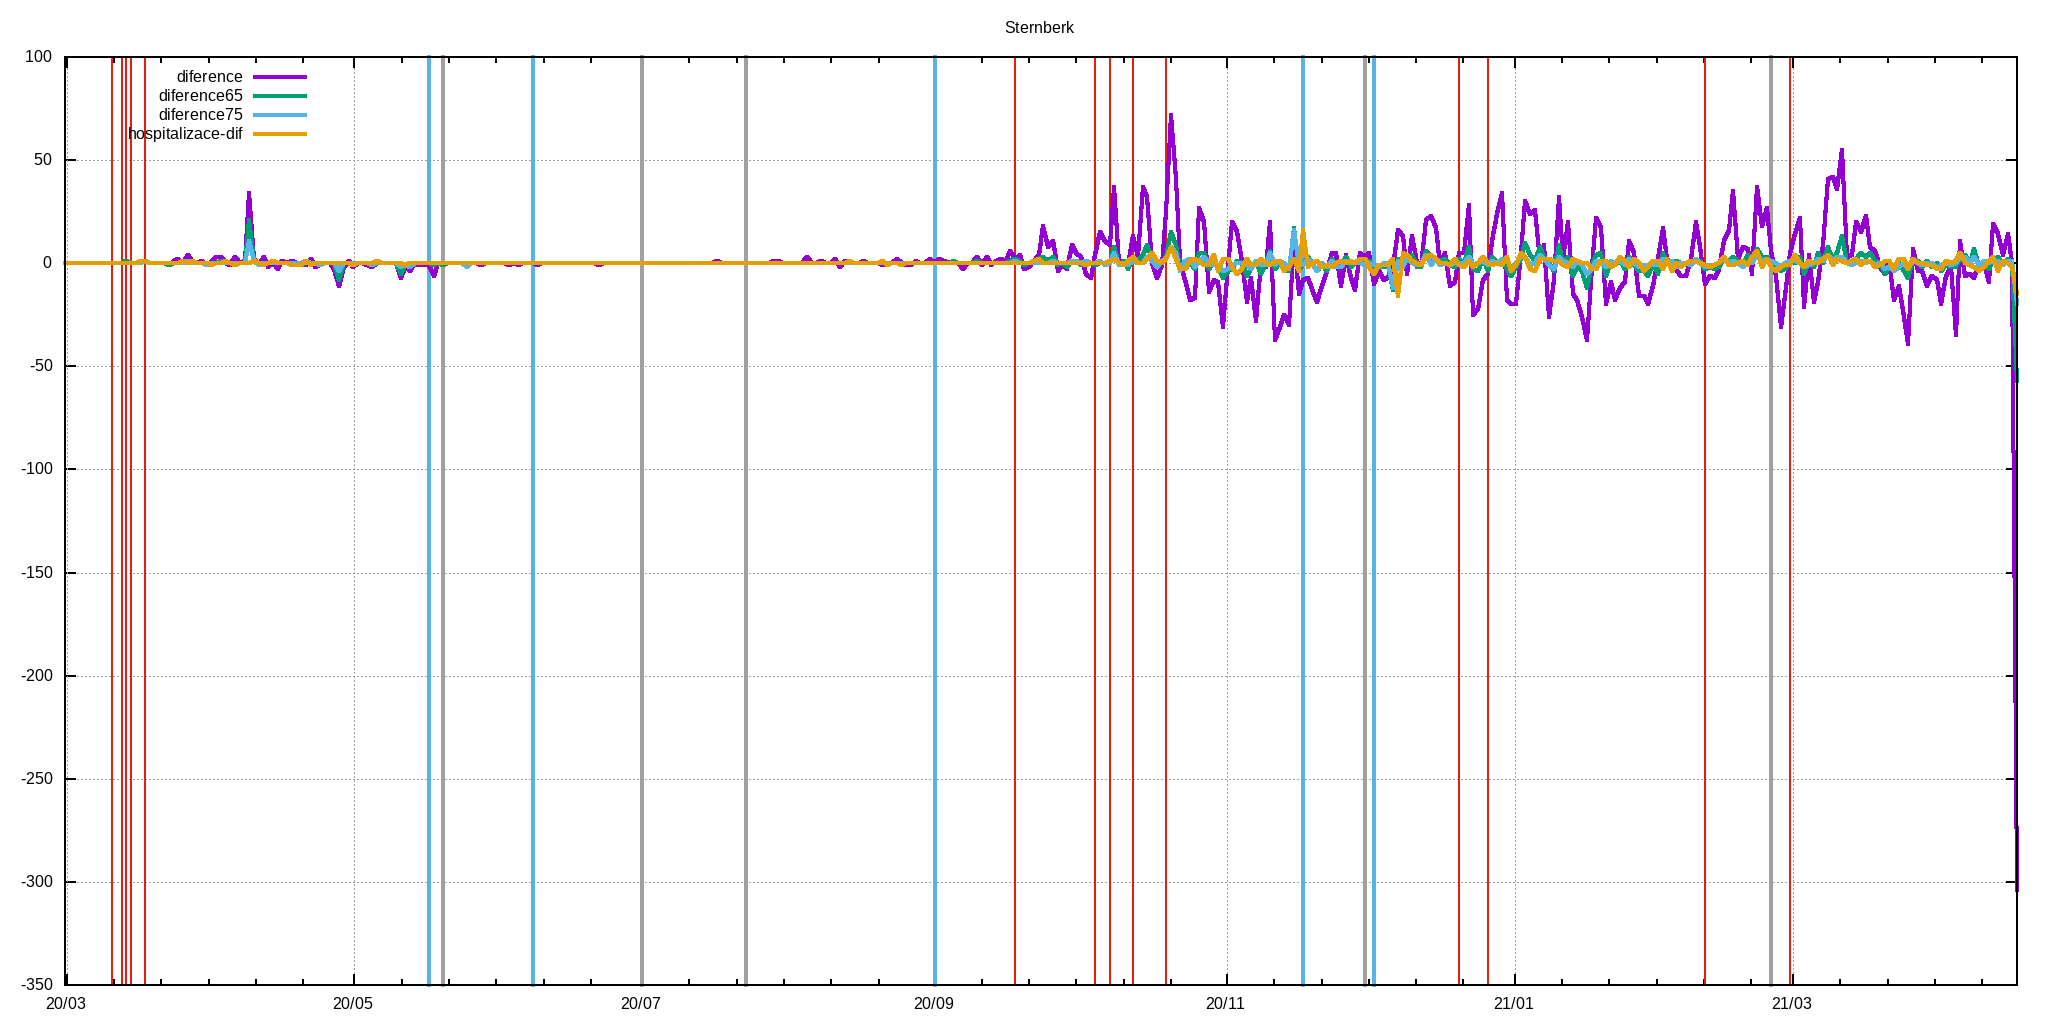 Sternberk
100
50
0
-50
-100
-150
-200
-250
-300
-350
diference
diference65
diference75
hospitalizace-dif
20/03 20/05 20/07 20/09 20/11 21/01 21/03